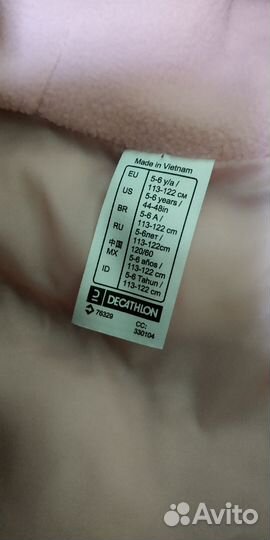 Made in Vietnam
EU 5-6 y/a /
113-122 см
US 5-6 years /
44-48in
BR 5-6 A /
113-122 cm
RU 5-6лет /
113-122cm
中国 120/60
MX 5-6 años /
113-122 cm
ID 5-6 Tahun /
113-122 cm
DECATHLON
76329
CC:
330104
Avito